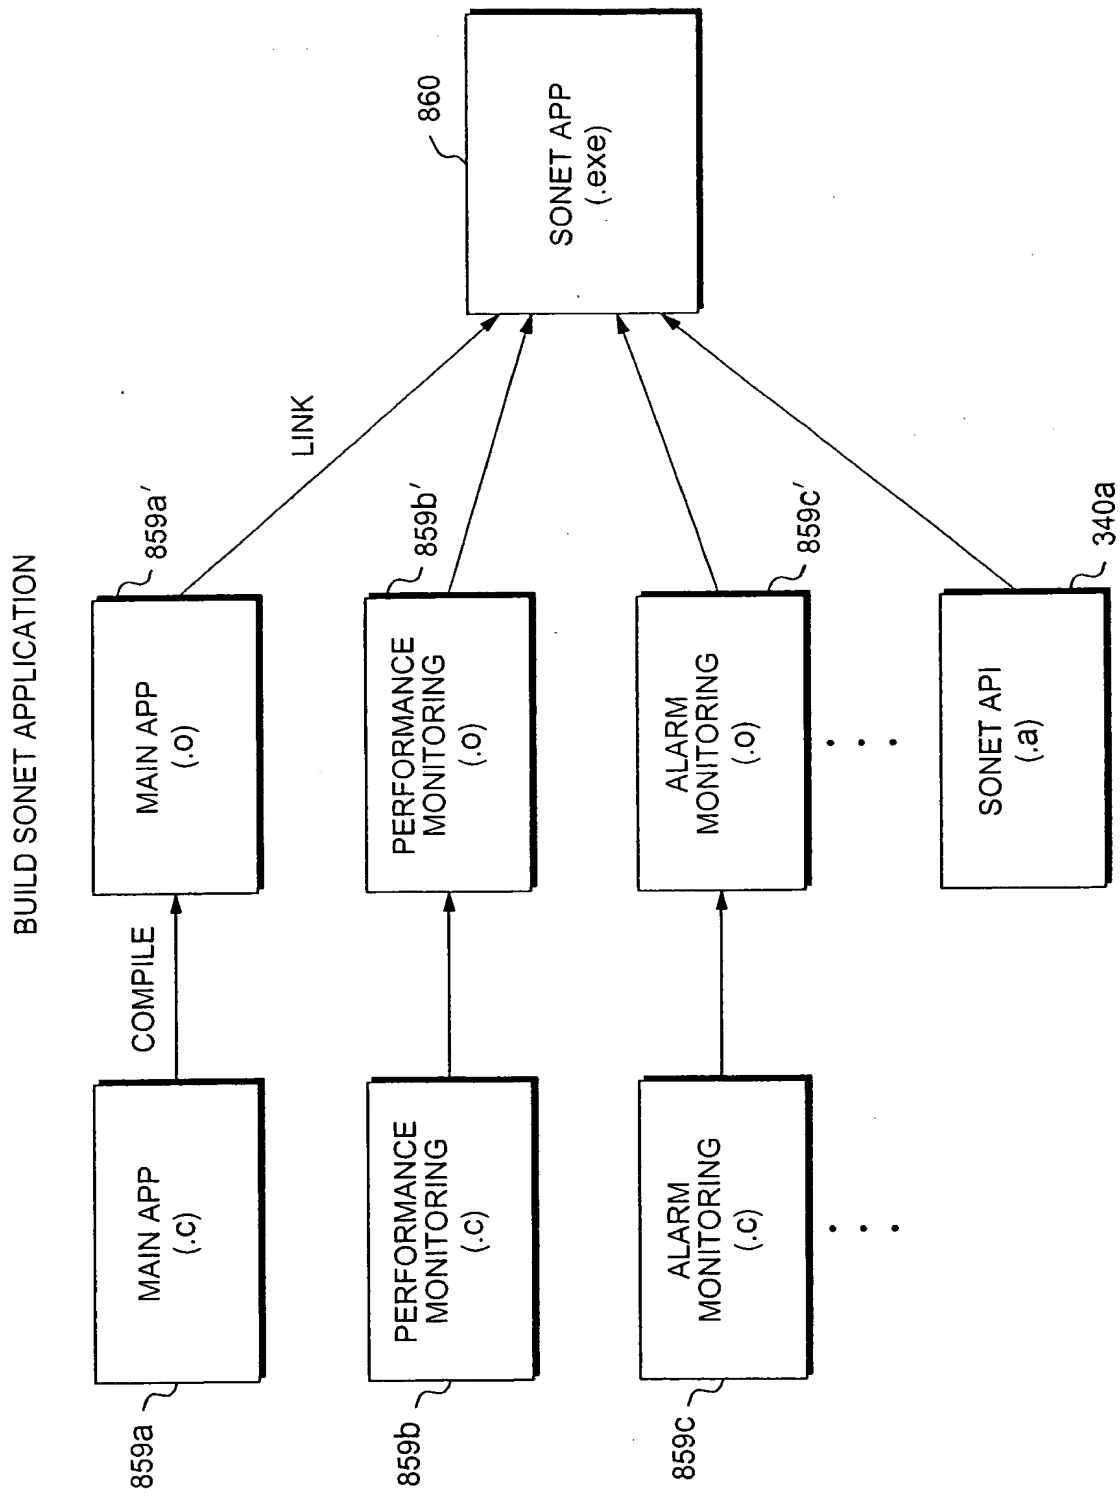 BUILD SONET APPLICATION
859a
MAIN APP
(.c)
COMPILE
MAIN APP
(.o)
859a′
LINK
859b
PERFORMANCE
MONITORING
(.c)
PERFORMANCE
MONITORING
(.o)
859b′
859c
ALARM
MONITORING
(.c)
. . .
ALARM
MONITORING
(.o)
859c′
. . .
SONET API
(.a)
340a
SONET APP
(.exe)
860